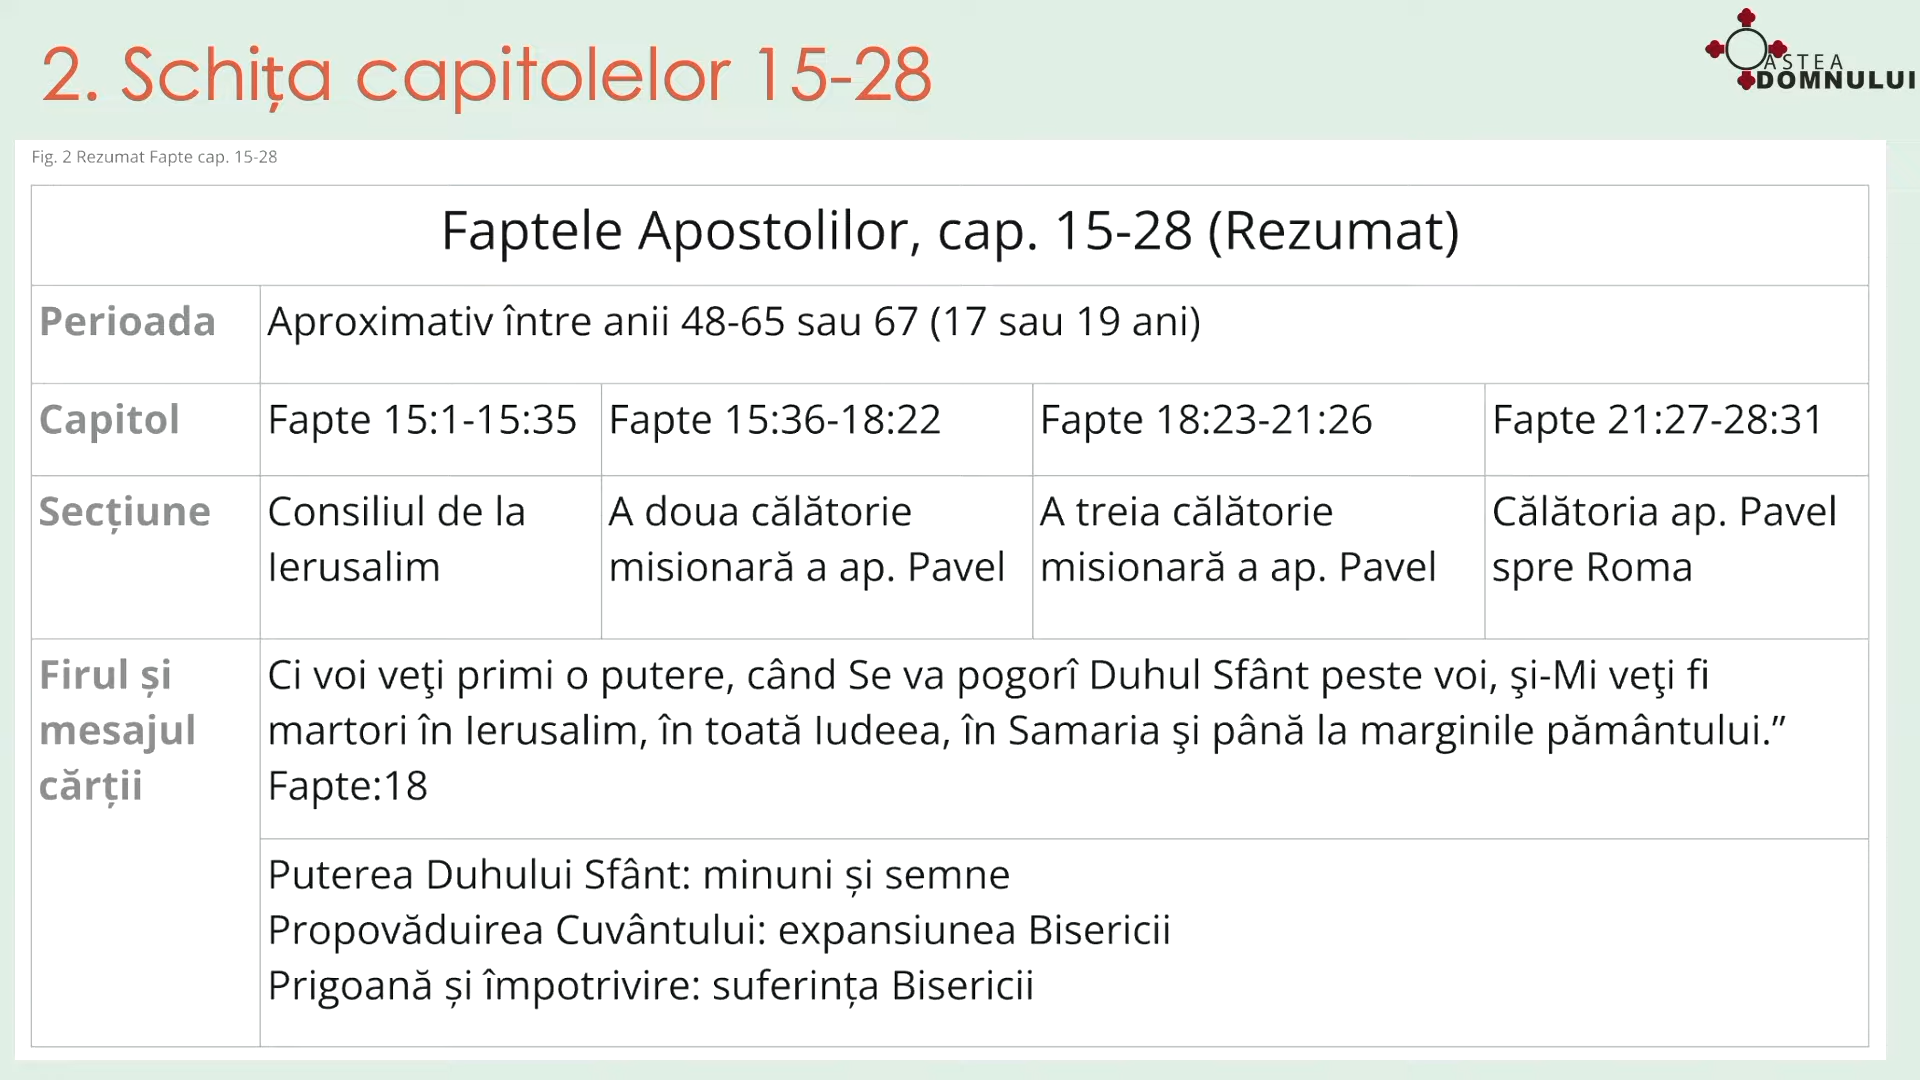 2. Schița capitolelor 15-28
ASTEA
DOMNULUI
Fig. 2 Rezumat Fapte cap. 15-28
Faptele Apostolilor, cap. 15-28 (Rezumat)
Perioada
Aproximativ între anii 48-65 sau 67 (17 sau 19 ani)
Capitol
Fapte 15:1-15:35
Fapte 15:36-18:22
Fapte 18:23-21:26
Fapte 21:27-28:31
Secțiune
Consiliul de la
Ierusalim
A doua călătorie
misionară a ap. Pavel
A treia călătorie
misionară a ap. Pavel
Călătoria ap. Pavel
spre Roma
Firul și
mesajul
cărții
Ci voi veţi primi o putere, când Se va pogorî Duhul Sfânt peste voi, şi-Mi veţi fi
martori în Ierusalim, în toată Iudeea, în Samaria şi până la marginile pământului.”
Fapte:18
Puterea Duhului Sfânt: minuni și semne
Propovăduirea Cuvântului: expansiunea Bisericii
Prigoană și împotrivire: suferința Bisericii